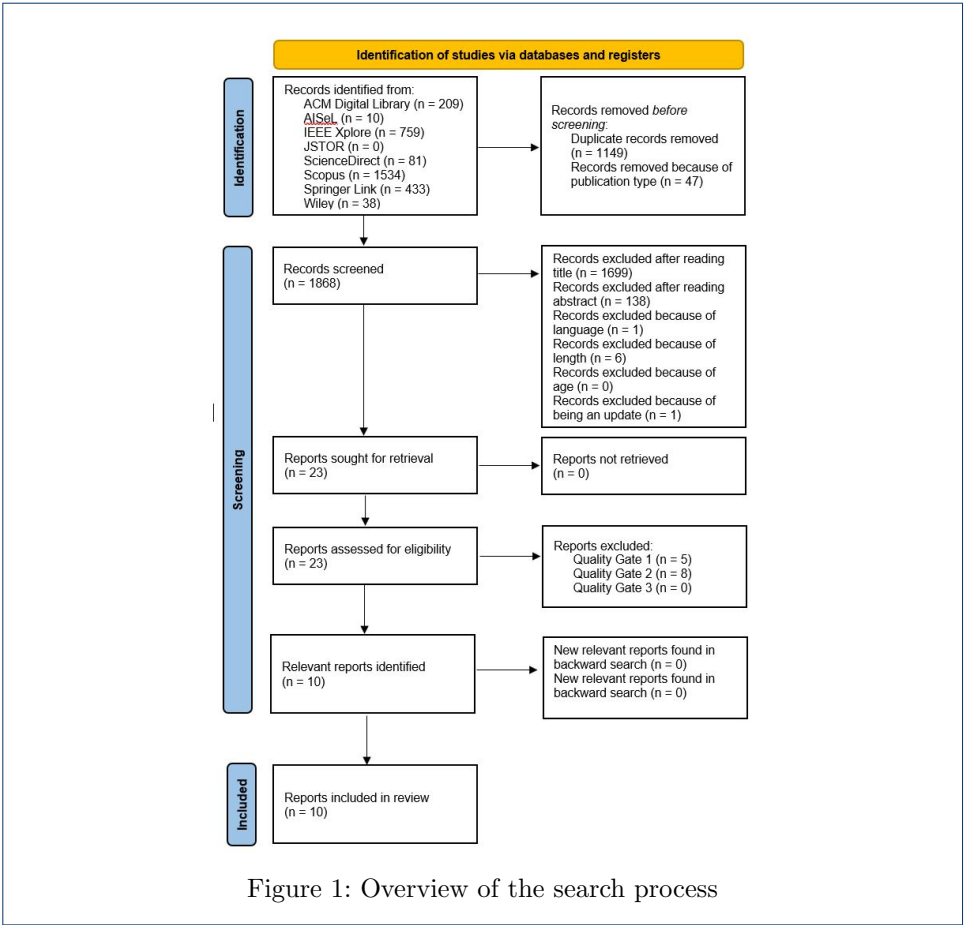 Identification of studies via databases and registers
Identification
Records identified from:
ACM Digital Library (n = 209)
AISeL (n = 10)
IEEE Xplore (n = 759)
JSTOR (n = 0)
ScienceDirect (n = 81)
Scopus (n = 1534)
Springer Link (n = 433)
Wiley (n = 38)
Records removed before
screening:
Duplicate records removed
(n = 1149)
Records removed because of
publication type (n = 47)
Screening
Records screened
(n = 1868)
Records excluded after reading
title (n = 1699)
Records excluded after reading
abstract (n = 138)
Records excluded because of
language (n = 1)
Records excluded because of
length (n = 6)
Records excluded because of
age (n = 0)
Records excluded because of
being an update (n = 1)
Reports sought for retrieval
(n = 23)
Reports not retrieved
(n = 0)
Reports assessed for eligibility
(n = 23)
Reports excluded:
Quality Gate 1 (n = 5)
Quality Gate 2 (n = 8)
Quality Gate 3 (n = 0)
Relevant reports identified
(n = 10)
New relevant reports found in
backward search (n = 0)
New relevant reports found in
backward search (n = 0)
Included
Reports included in review
(n = 10)
Figure 1: Overview of the search process